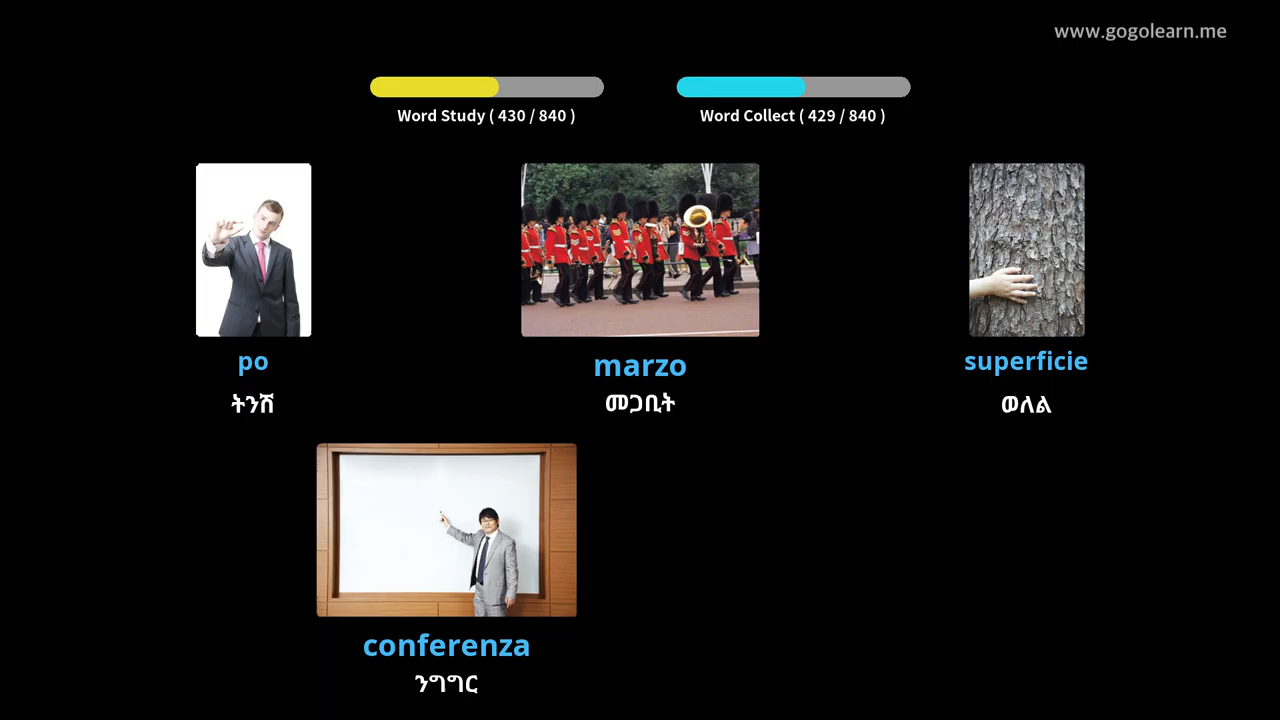 www.gogolearn.me
Word Study ( 430 / 840 )
Word Collect ( 429 / 840 )
po
ትንሽ
marzo
መጋቢት
superficie
ወለል
conferenza
ንግግር